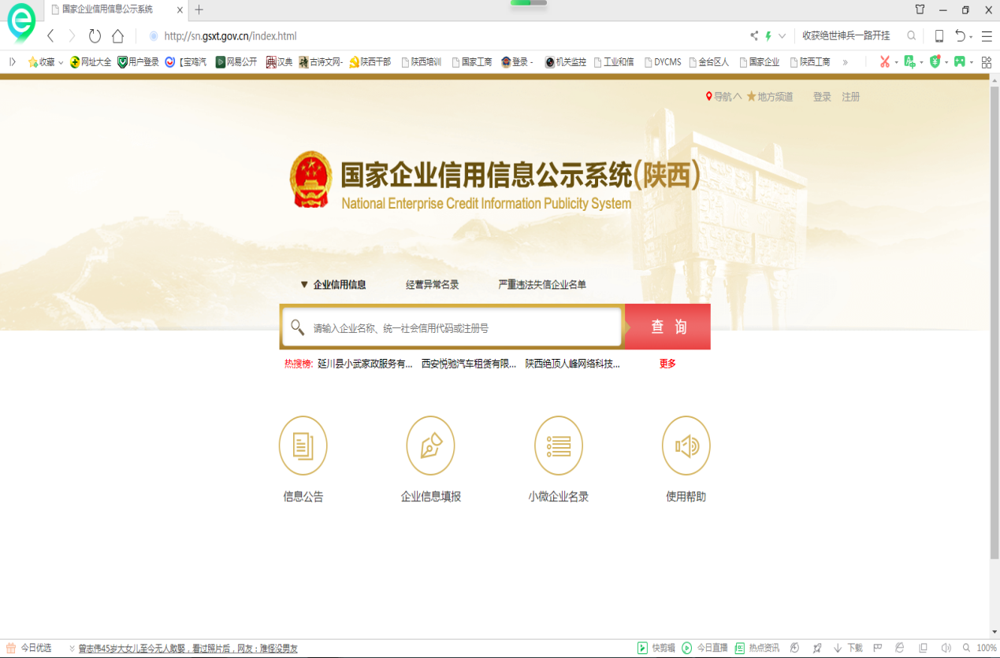 国家企业信用信息公示系统
http://sn.gsxt.gov.cn/index.html
收获绝世神兵一路开挂
收藏 网址大全 用户登录 【宝鸡汽 网易公开 汉典 古诗文网- 陕西干部 陕西培训 国家工商 登录 - 机关监控 工业和信 DYCMS 金台区人 国家企业 陕西工商 »
导航 地方频道 登录 注册
国家企业信用信息公示系统(陕西)
National Enterprise Credit Information Publicity System
企业信用信息 经营异常名录 严重违法失信企业名单
请输入企业名称、统一社会信用代码或注册号
查 询
热搜榜: 延川县小武家政服务有... 西安悦驰汽车租赁有限... 陕西绝顶人峰网络科技... 更多
信息公告 企业信息填报 小微企业名录 使用帮助
今日优选 曾志伟45岁大女儿至今无人敢娶,看过照片后,网友:难怪没男友 快剪辑 今日直播 热点资讯 下载 100%